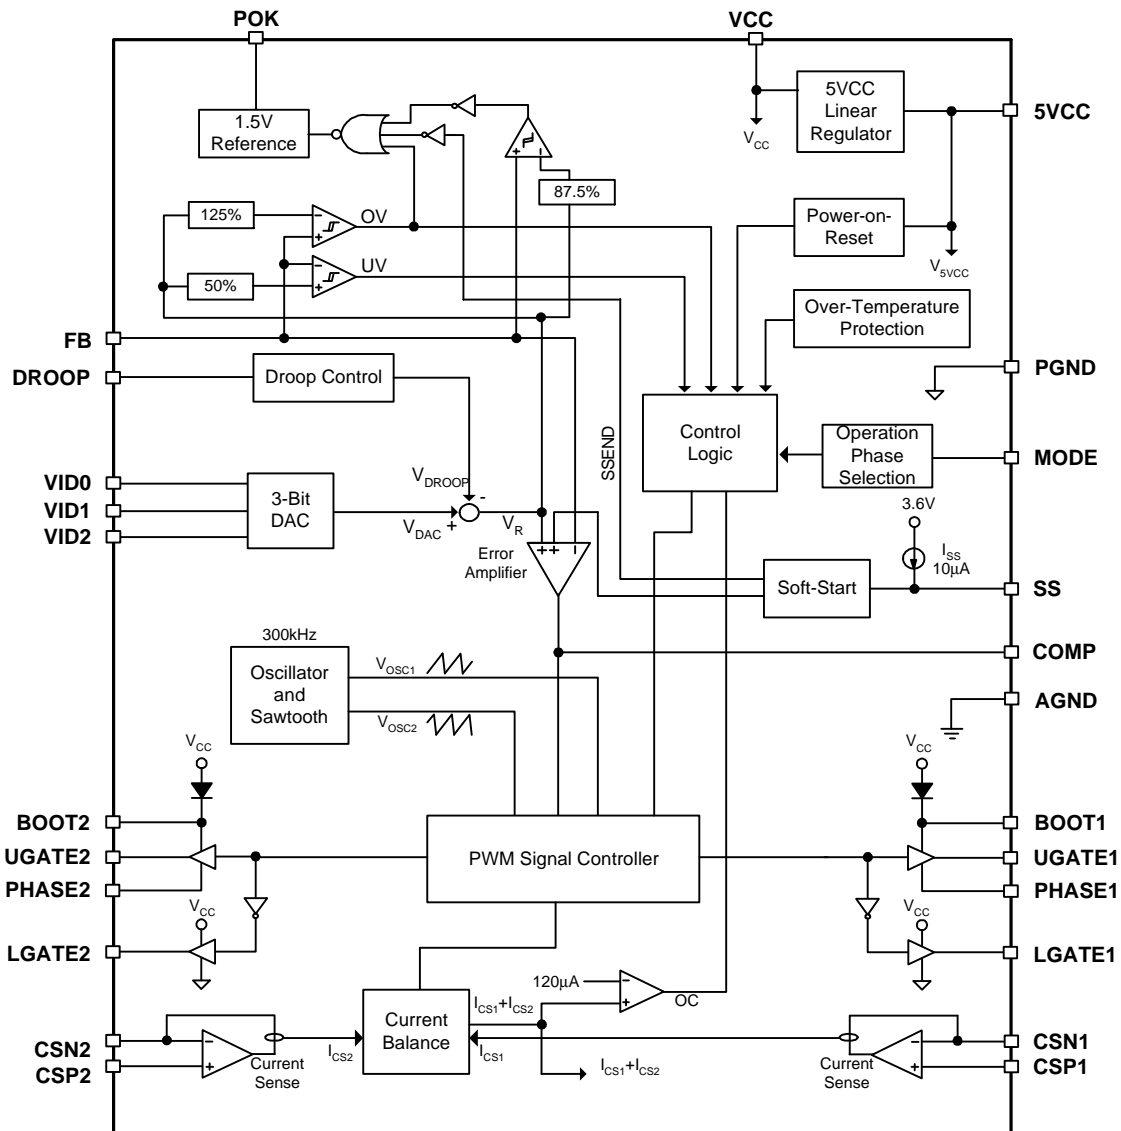 POK
VCC
1.5V
Reference
5VCC
Linear
Regulator
5VCC
VCC
87.5%
125%
OV
Power-on-
Reset
V5VCC
50%
UV
Over-Temperature
Protection
FB
DROOP
Droop Control
PGND
Control
Logic
Operation
Phase
Selection
MODE
SSEND
VID0
VID1
VID2
3-Bit
DAC
VDROOP
-
VDAC
+
VR
3.6V
ISS
10µA
Error
Amplifier
+
+
−
Soft-Start
SS
300kHz
Oscillator
and
Sawtooth
VOSC1
VOSC2
COMP
AGND
VCC
VCC
BOOT2
BOOT1
UGATE2
PWM Signal Controller
UGATE1
PHASE2
PHASE1
VCC
VCC
LGATE2
LGATE1
120µA
−
+
OC
ICS1+ICS2
Current
Balance
ICS2
ICS1
ICS1+ICS2
CSN2
CSP2
−
+
Current
Sense
Current
Sense
−
+
CSN1
CSP1